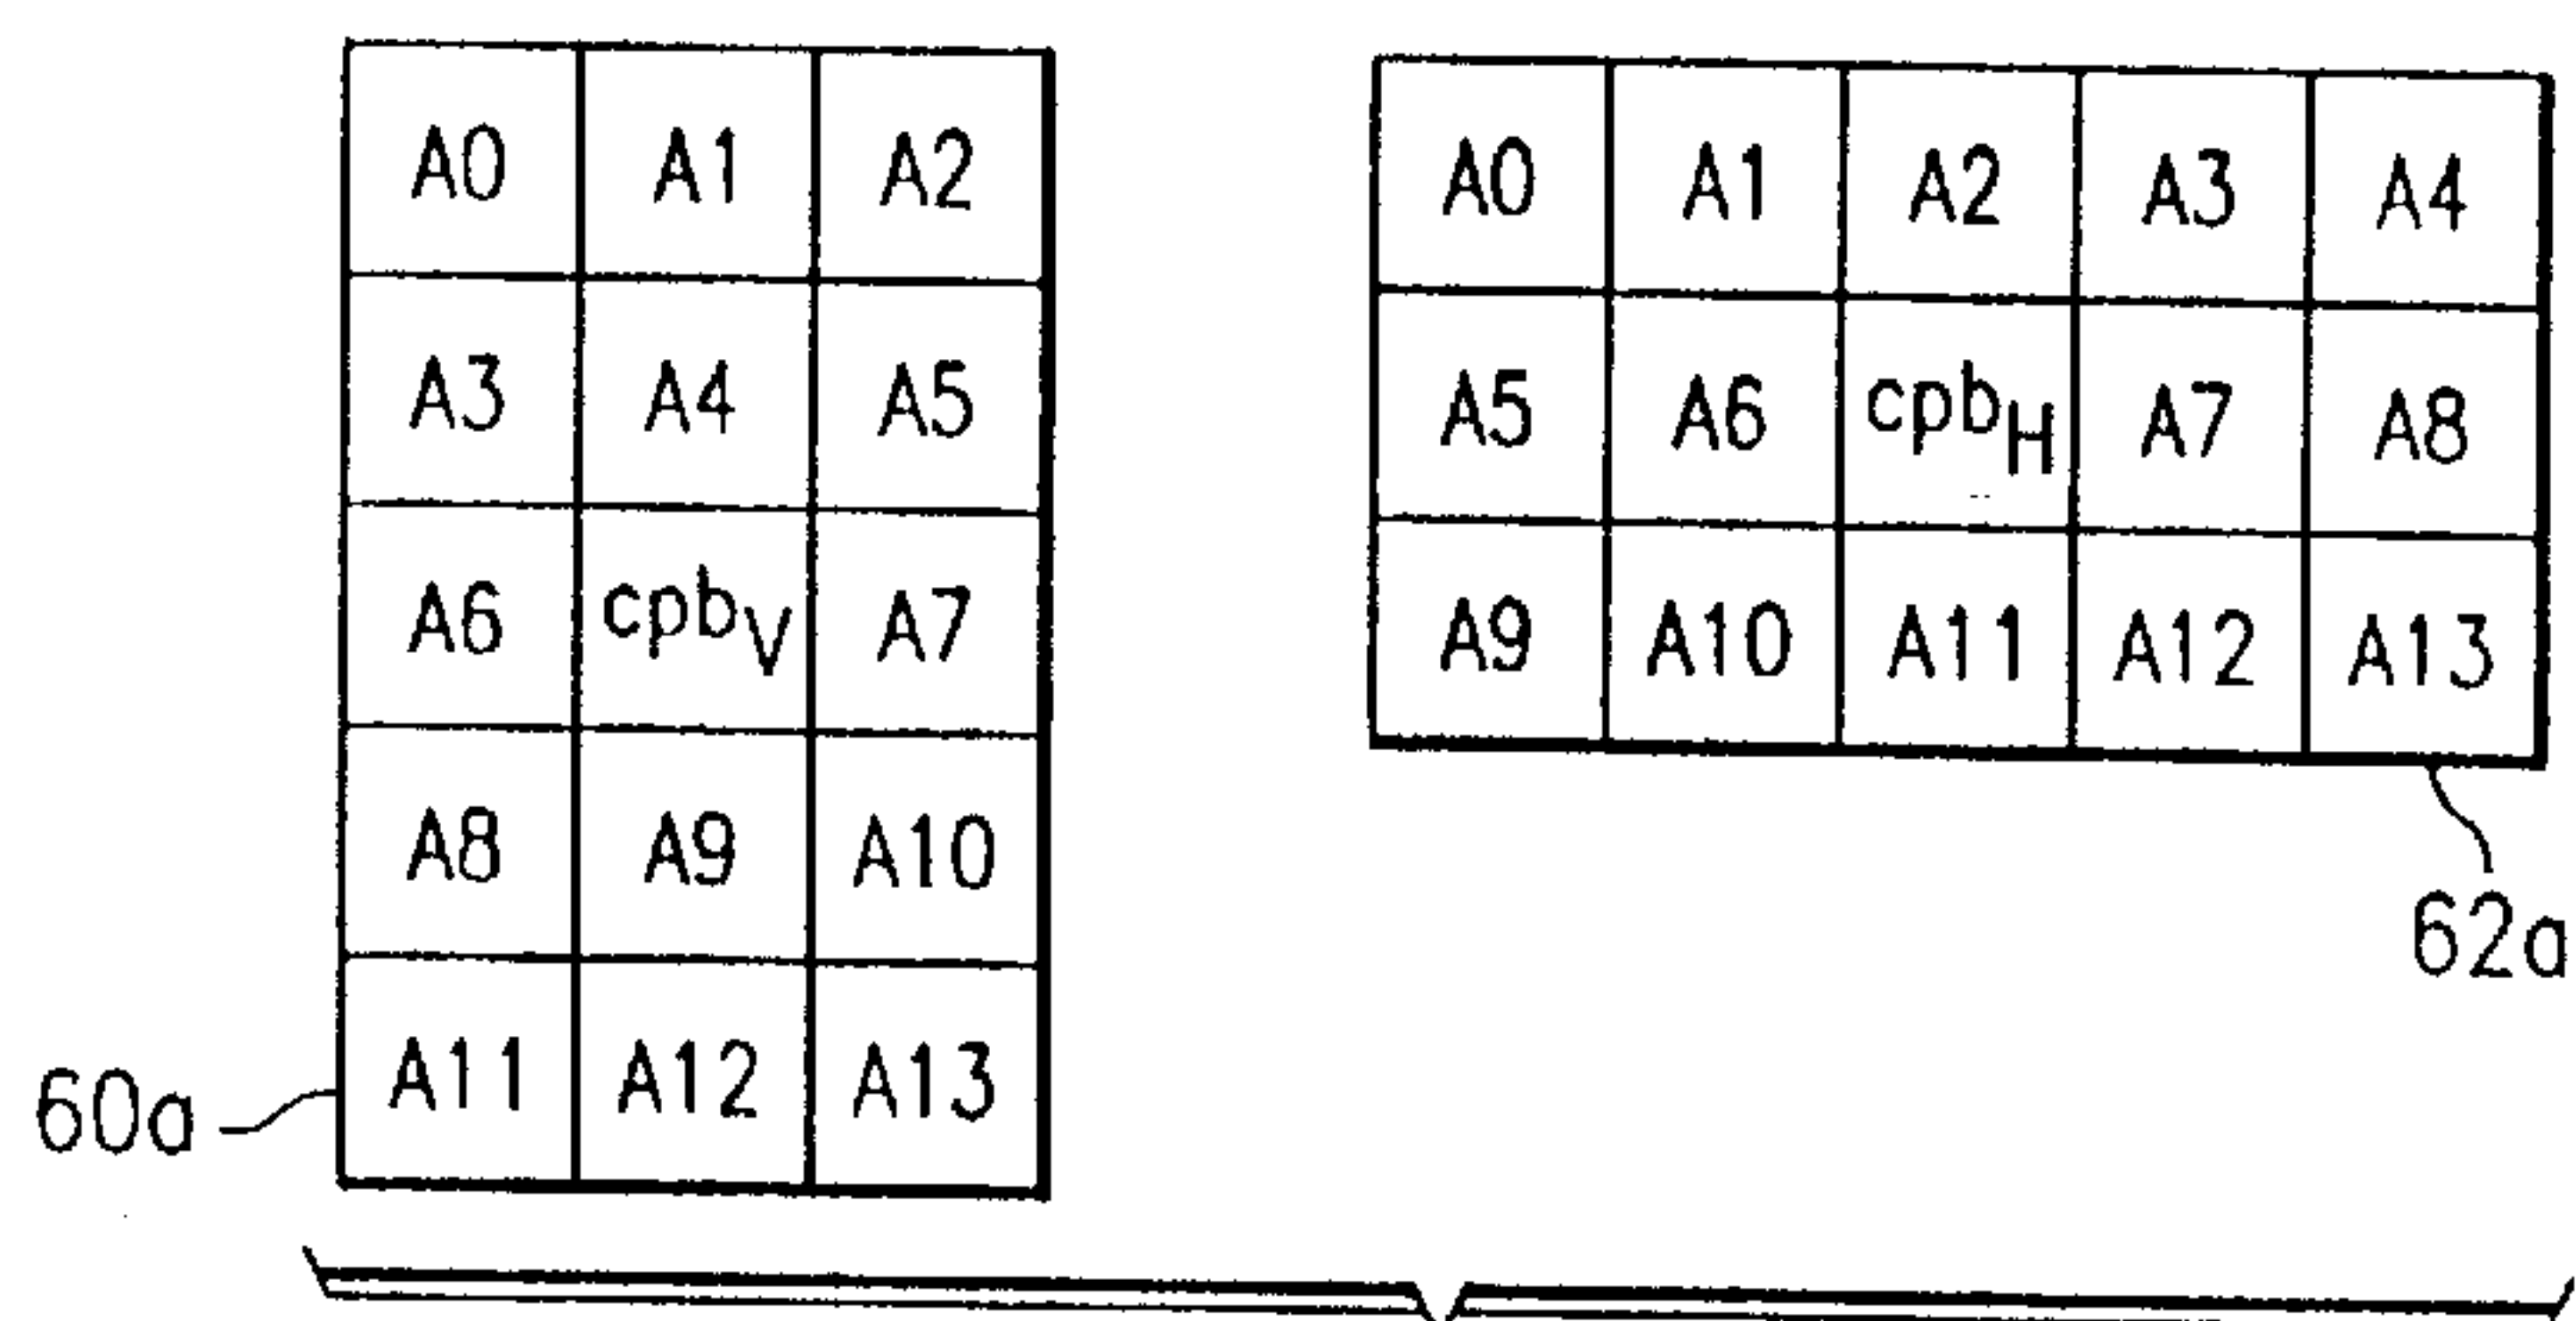 A0 A1 A2
A3 A4 A5
A6 cpbV A7
A8 A9 A10
A11 A12 A13
60a
A0 A1 A2 A3 A4
A5 A6 cpbH A7 A8
A9 A10 A11 A12 A13
62a